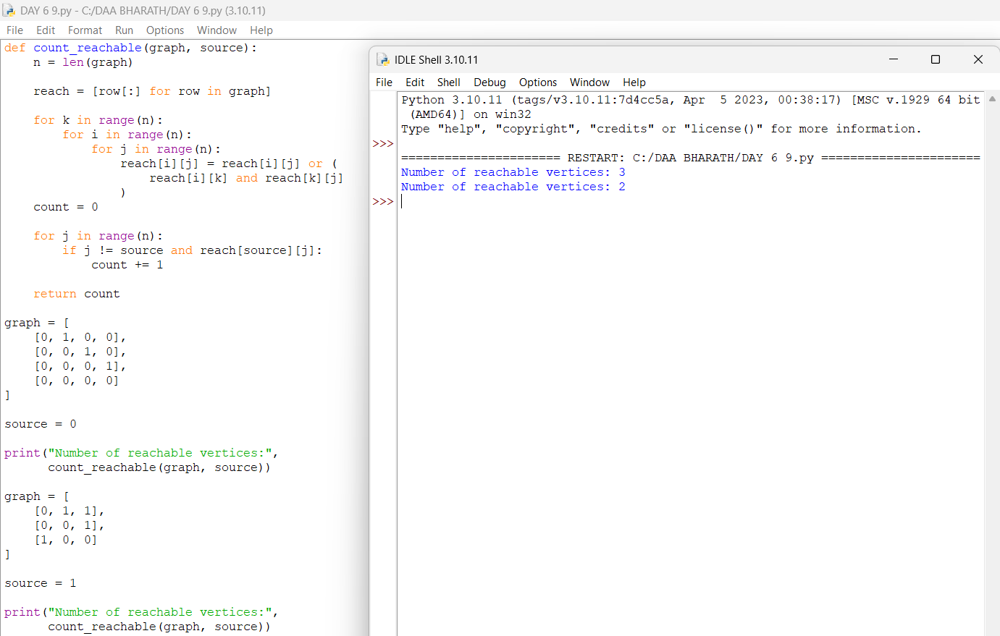 DAY 6 9.py - C:/DAA BHARATH/DAY 6 9.py (3.10.11)
File Edit Format Run Options Window Help
def count_reachable(graph, source):
    n = len(graph)

    reach = [row[:] for row in graph]

    for k in range(n):
        for i in range(n):
            for j in range(n):
                reach[i][j] = reach[i][j] or (
                    reach[i][k] and reach[k][j]
                )
    count = 0

    for j in range(n):
        if j != source and reach[source][j]:
            count += 1

    return count

graph = [
    [0, 1, 0, 0],
    [0, 0, 1, 0],
    [0, 0, 0, 1],
    [0, 0, 0, 0]
]

source = 0

print("Number of reachable vertices:",
      count_reachable(graph, source))

graph = [
    [0, 1, 1],
    [0, 0, 1],
    [1, 0, 0]
]

source = 1

print("Number of reachable vertices:",
      count_reachable(graph, source))
IDLE Shell 3.10.11
File Edit Shell Debug Options Window Help
Python 3.10.11 (tags/v3.10.11:7d4cc5a, Apr  5 2023, 00:38:17) [MSC v.1929 64 bit
 (AMD64)] on win32
Type "help", "copyright", "credits" or "license()" for more information.
>>>
====================== RESTART: C:/DAA BHARATH/DAY 6 9.py ======================
Number of reachable vertices: 3
Number of reachable vertices: 2
>>>